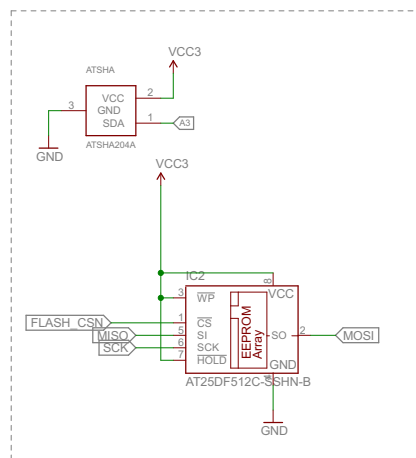 VCC3
ATSHA
VCC 2
3 GND
SDA 1 A3
ATSHA204A
GND
VCC3
IC2
8
3 WP VCC
FLASH_CSN 1 CS
MISO 5 SI SO 2 MOSI
SCK 6 SCK
7 HOLD GND
EEPROM
Array
AT25DF512C-SSHN-B
GND